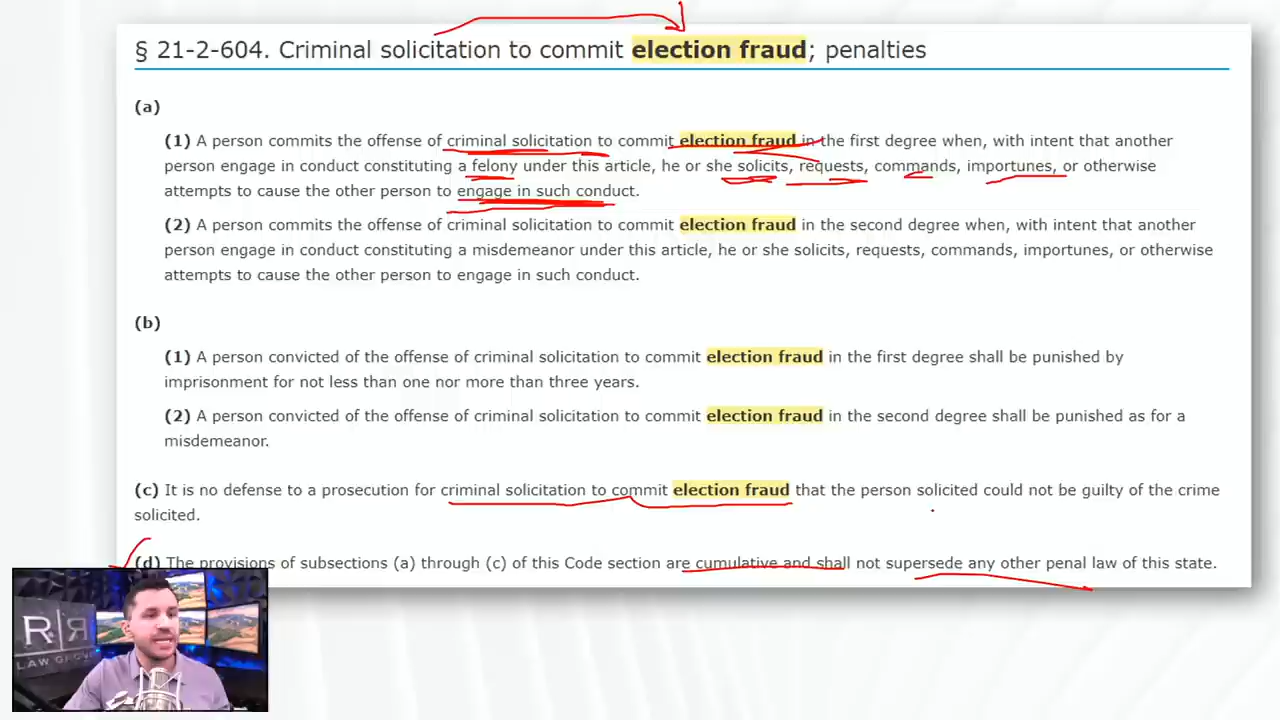 § 21-2-604. Criminal solicitation to commit election fraud; penalties
(a)
(1) A person commits the offense of criminal solicitation to commit election fraud in the first degree when, with intent that another
person engage in conduct constituting a felony under this article, he or she solicits, requests, commands, importunes, or otherwise
attempts to cause the other person to engage in such conduct.
(2) A person commits the offense of criminal solicitation to commit election fraud in the second degree when, with intent that another
person engage in conduct constituting a misdemeanor under this article, he or she solicits, requests, commands, importunes, or otherwise
attempts to cause the other person to engage in such conduct.
(b)
(1) A person convicted of the offense of criminal solicitation to commit election fraud in the first degree shall be punished by
imprisonment for not less than one nor more than three years.
(2) A person convicted of the offense of criminal solicitation to commit election fraud in the second degree shall be punished as for a
misdemeanor.
(c) It is no defense to a prosecution for criminal solicitation to commit election fraud that the person solicited could not be guilty of the crime
solicited.
(d) The provisions of subsections (a) through (c) of this Code section are cumulative and shall not supersede any other penal law of this state.
R|R
LAW GROUP